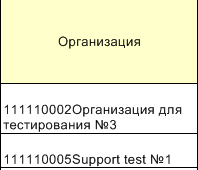 Организация
111110002Организация для
тестирования №3
111110005Support test №1